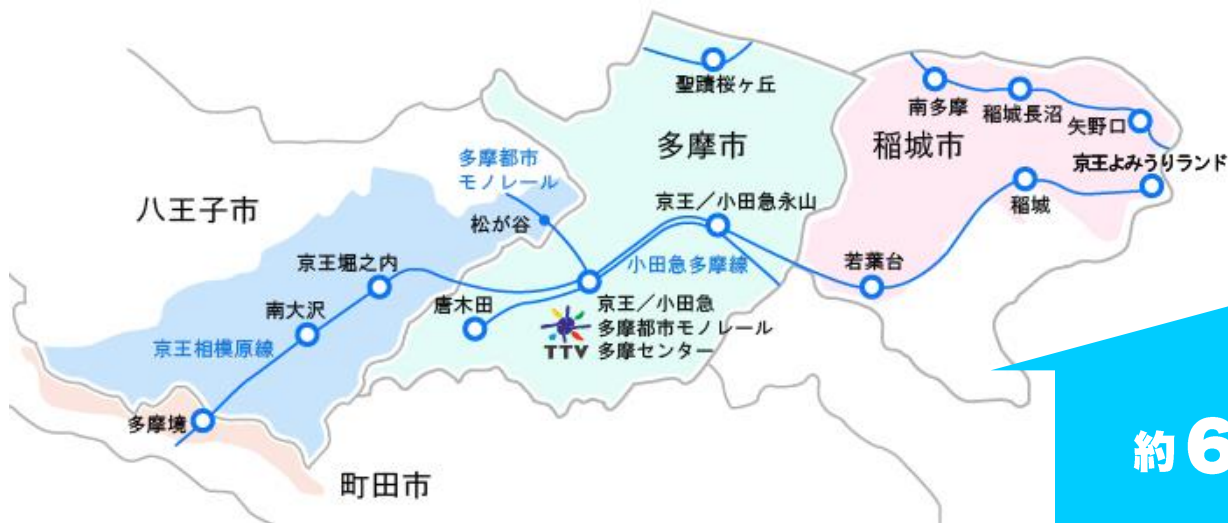 聖蹟桜ヶ丘
南多摩
稲城長沼
矢野口
多摩市
稲城市
京王よみうりランド
多摩都市
モノレール
八王子市
松が谷
京王/小田急永山
稲城
京王堀之内
小田急多摩線
若葉台
南大沢
唐木田
京王/小田急
多摩都市モノレール
多摩センター
TTV
京王相模原線
多摩境
町田市
約6